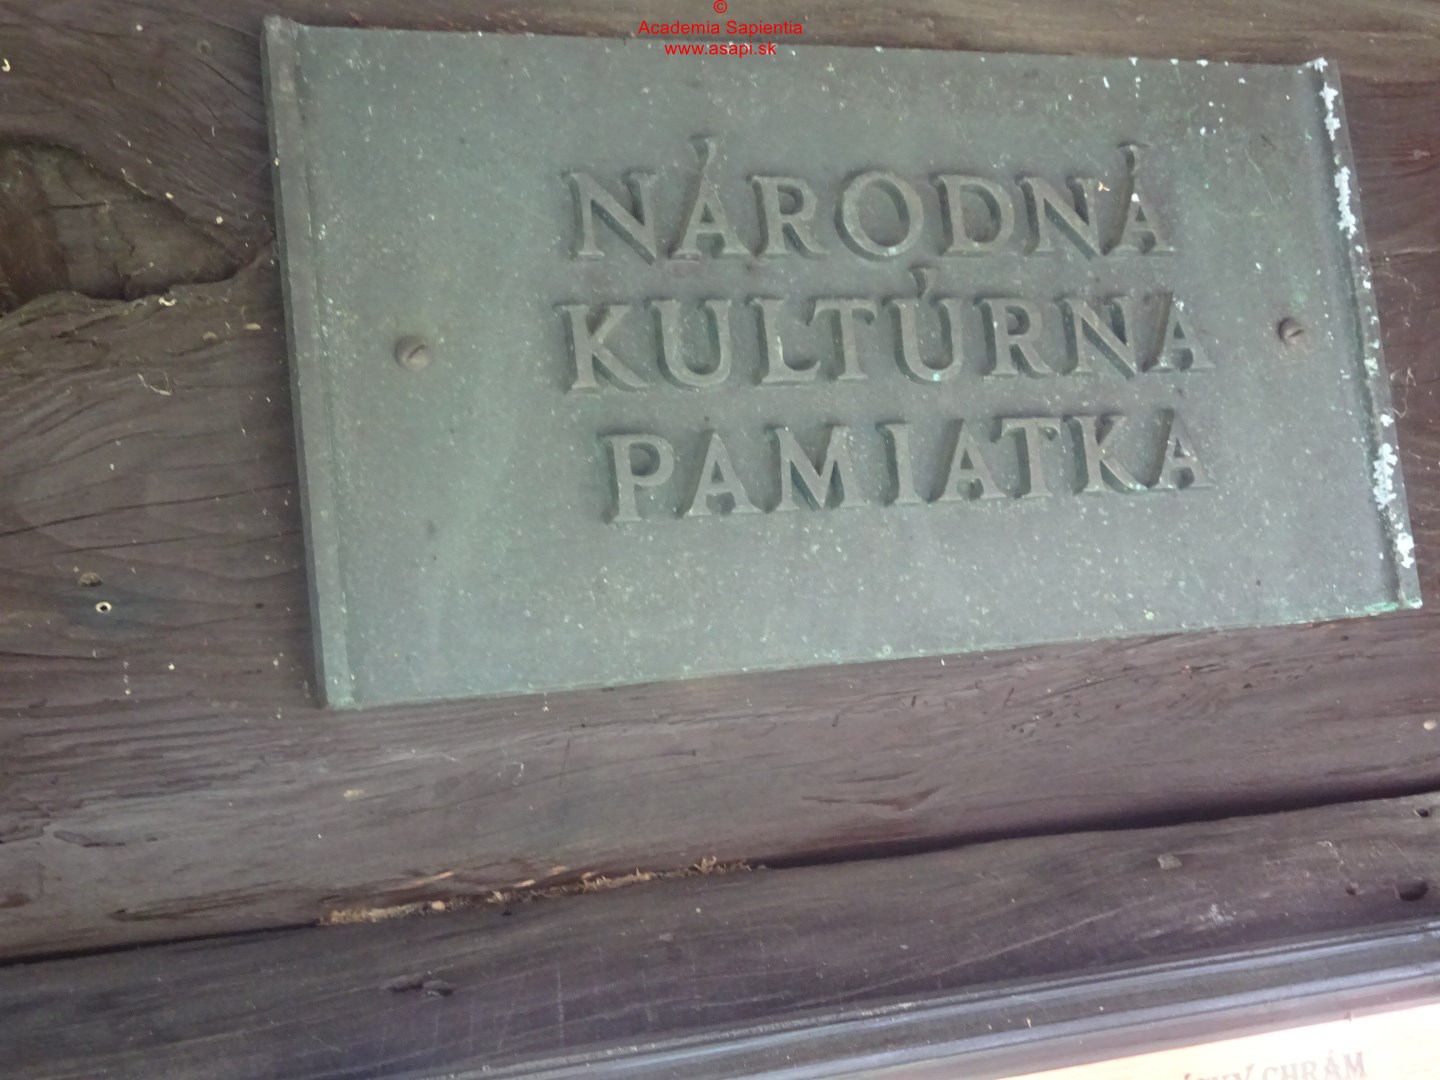 ©
Academia Sapientia
www.asapi.sk
NÁRODNÁ
KULTÚRNA
PAMIATKA
CHRÁM